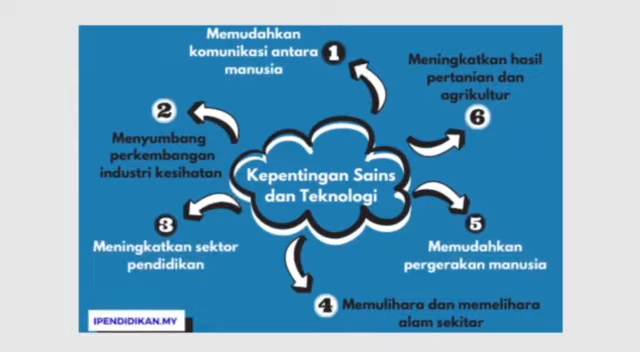 Kepentingan Sains
dan Teknologi
1
Memudahkan
komunikasi antara
manusia
2
Menyumbang
perkembangan
industri kesihatan
3
Meningkatkan sektor
pendidikan
4
Memulihara dan memelihara
alam sekitar
5
Memudahkan
pergerakan manusia
6
Meningkatkan hasil
pertanian dan
agrikultur
IPENDIDIKAN.MY